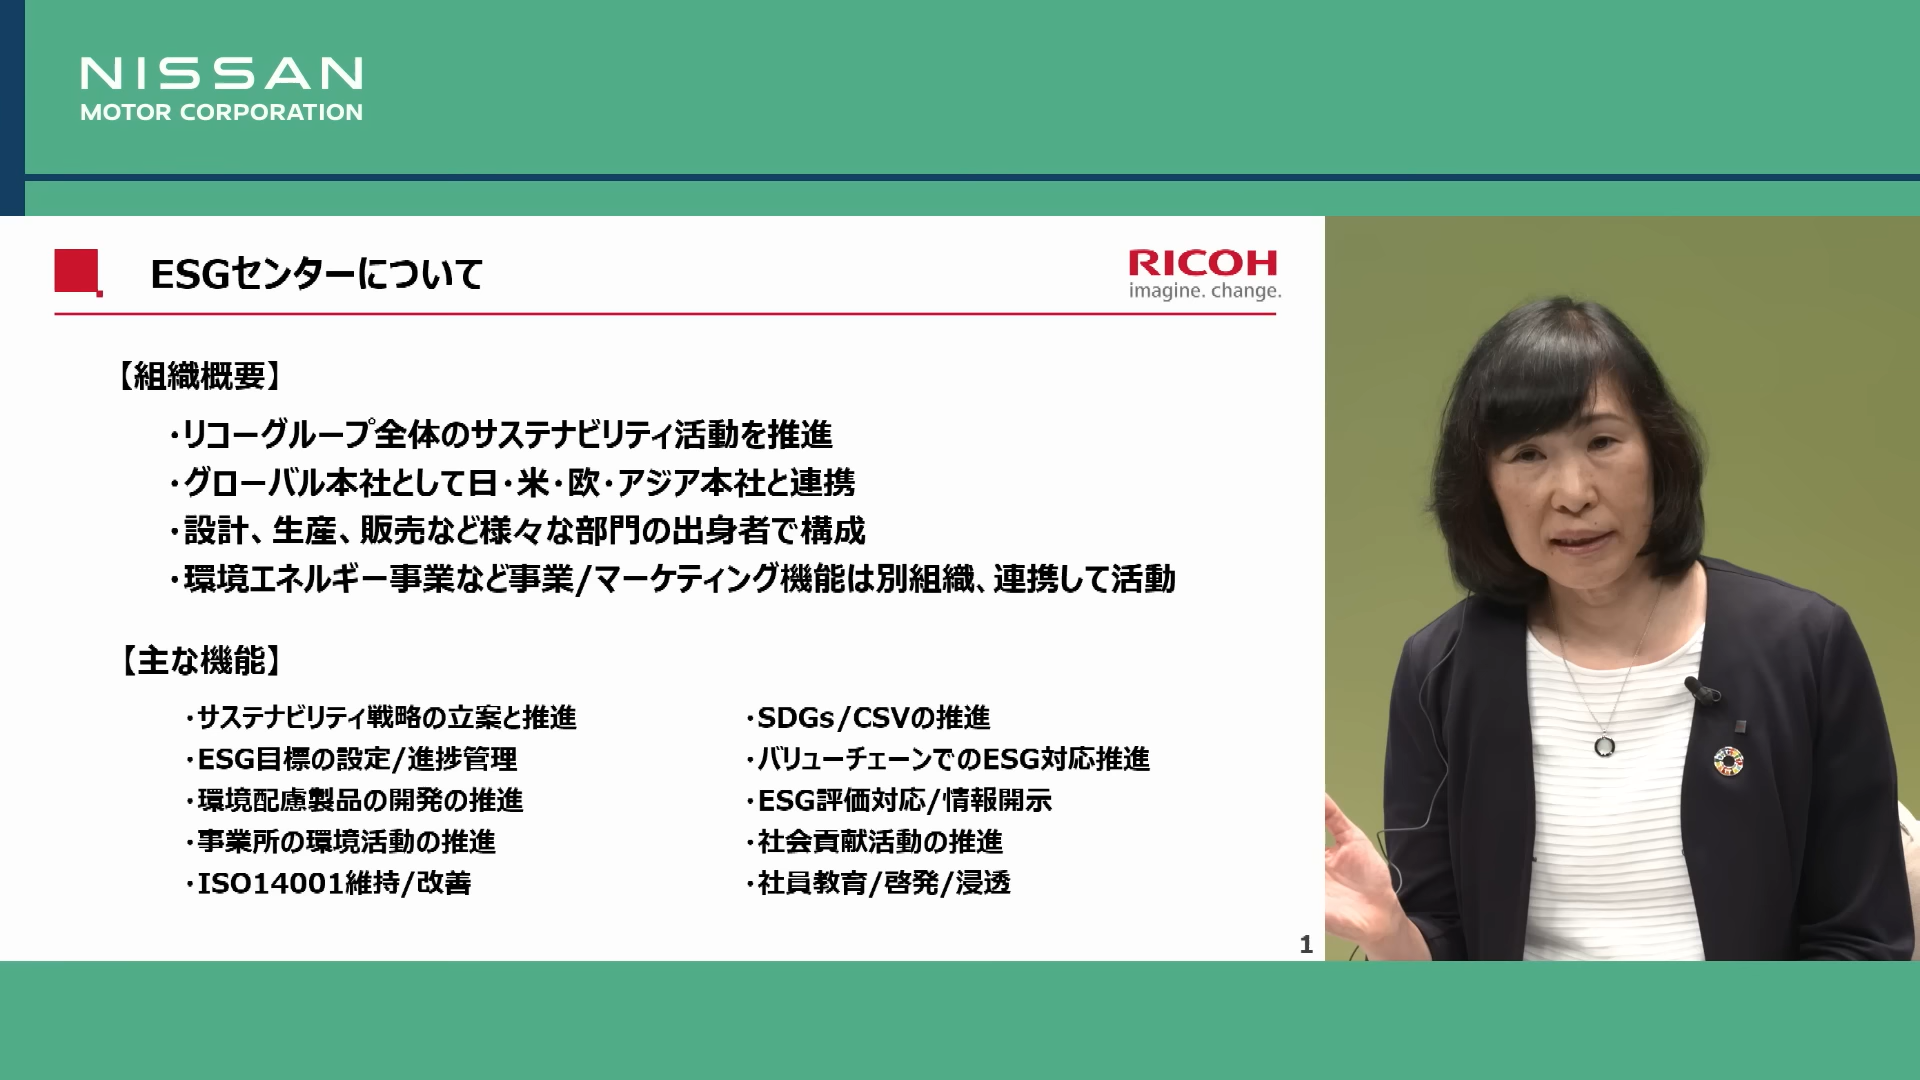 NISSAN
MOTOR CORPORATION
ESGセンターについて
RICOH
imagine. change.
【組織概要】
・リコーグループ全体のサステナビリティ活動を推進
・グローバル本社として日・米・欧・アジア本社と連携
・設計、生産、販売など様々な部門の出身者で構成
・環境エネルギー事業など事業/マーケティング機能は別組織、連携して活動
【主な機能】
・サステナビリティ戦略の立案と推進
・ESG目標の設定/進捗管理
・環境配慮製品の開発の推進
・事業所の環境活動の推進
・ISO14001維持/改善
・SDGs/CSVの推進
・バリューチェーンでのESG対応推進
・ESG評価対応/情報開示
・社会貢献活動の推進
・社員教育/啓発/浸透
1